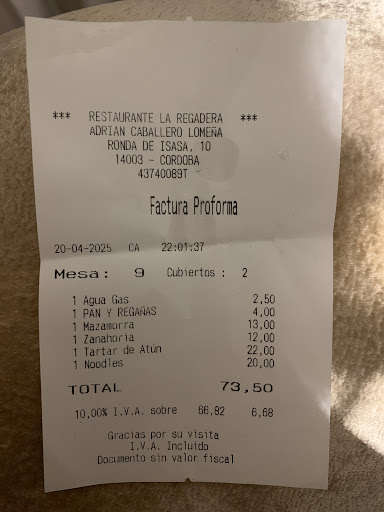 *** RESTAURANTE LA REGADERA ***
ADRIAN CABALLERO LOMEÑA
RONDA DE ISASA, 10
14003 - CORDOBA
43740089T
Factura Proforma
20-04-2025 CA 22:01:37
Mesa: 9 Cubiertos : 2
1 Agua Gas 2,50
1 PAN Y REGAÑAS 4,00
1 Mazamorra 13,00
1 Zanahoria 12,00
1 Tartar de Atún 22,00
1 Noodles 20,00
TOTAL 73,50
10,00% I.V.A. sobre 66,82 6,68
Gracias por su visita
I.V.A. Incluido
Documento sin valor fiscal